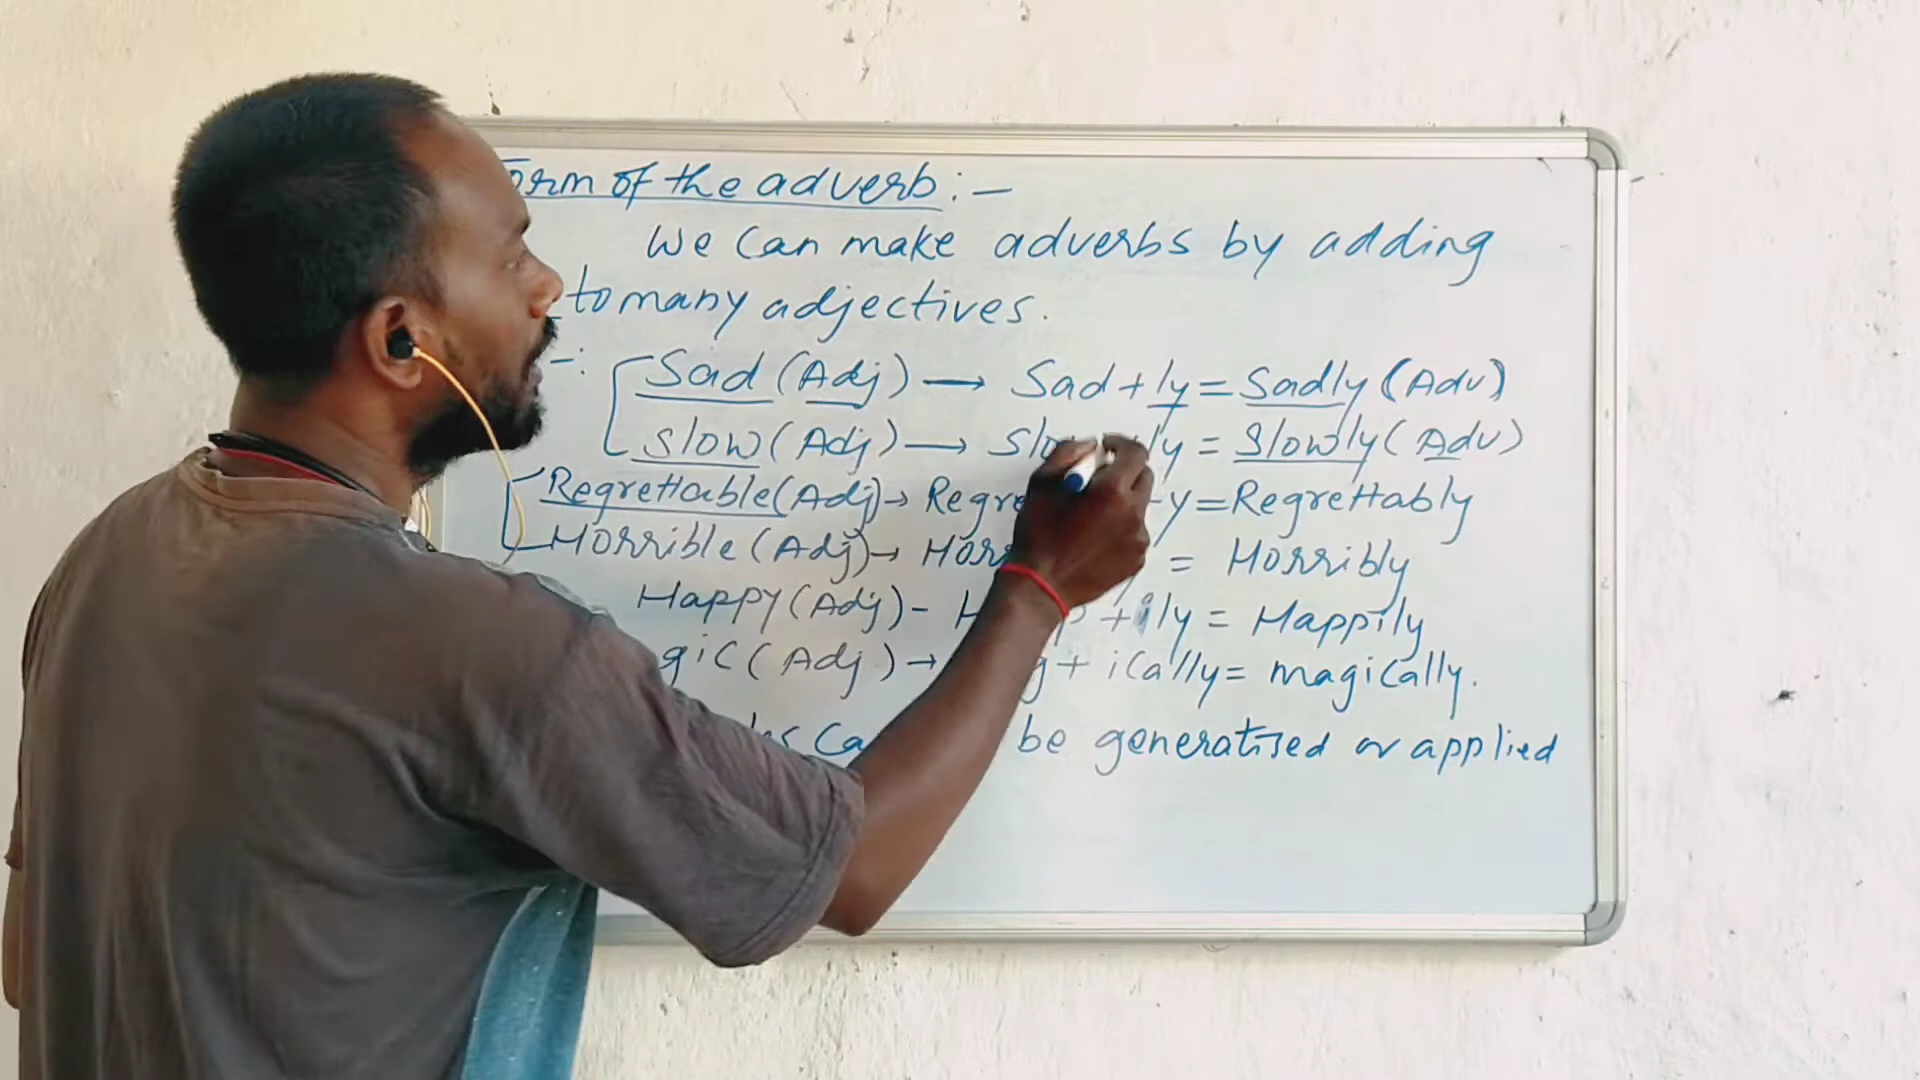 orm of the adverb :-
We can make adverbs by adding
to many adjectives.
-: Sad (Adj) → Sad + ly = Sadly (Adv)
Slow (Adj) → Slow ly = Slowly (Adv)
Regrettable (Adj) → Regre y = Regrettably
Horrible (Adj) → Horr = Horribly
Happy (Adj) - H p + ily = Happily
gic (Adj) → g + ically = magically.
be generatised or applied